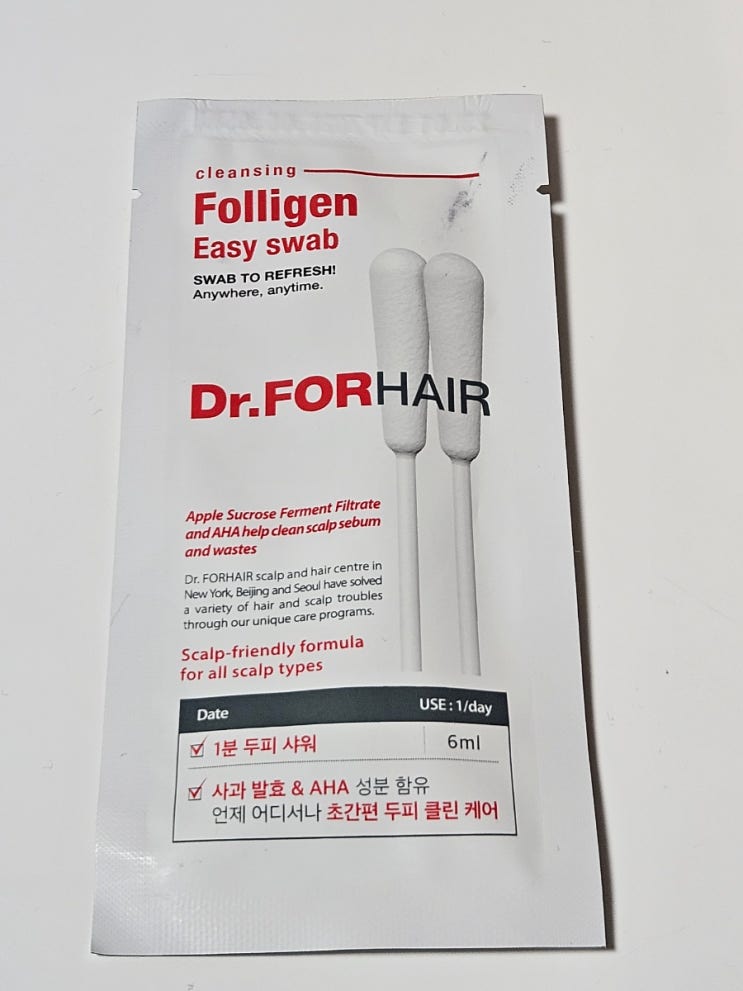 cleansing
Folligen
Easy swab
SWAB TO REFRESH!
Anywhere, anytime.
Dr.FORHAIR
Apple Sucrose Ferment Filtrate
and AHA help clean scalp sebum
and wastes
Dr. FORHAIR scalp and hair centre in
New York, Beijing and Seoul have solved
a variety of hair and scalp troubles
through our unique care programs.
Scalp-friendly formula
for all scalp types
Date USE : 1/day
1분 두피 샤워 6ml
사과 발효 & AHA 성분 함유
언제 어디서나 초간편 두피 클린 케어